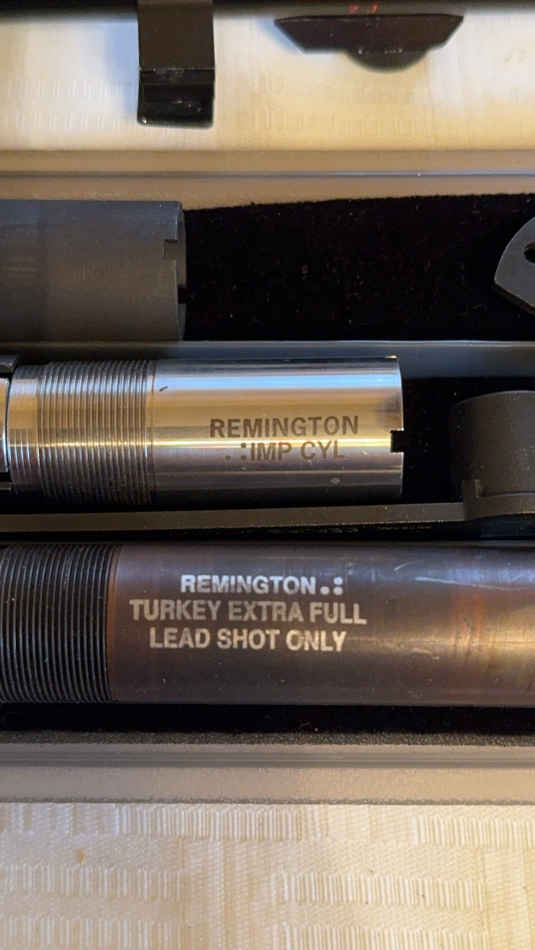 REMINGTON
.:IMP CYL
REMINGTON.:
TURKEY EXTRA FULL
LEAD SHOT ONLY